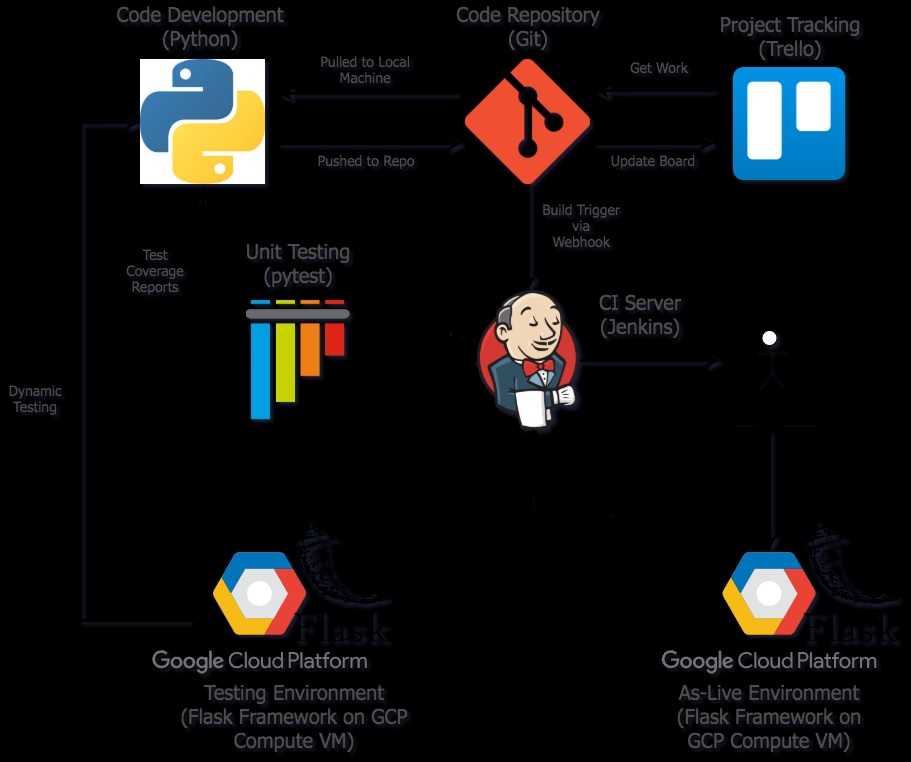 Code Development
(Python)
Code Repository
(Git)
Project Tracking
(Trello)
Pulled to Local
Machine
Get Work
Pushed to Repo
Update Board
Build Trigger
via
Webhook
Test
Coverage
Reports
Unit Testing
(pytest)
CI Server
(Jenkins)
Dynamic
Testing
Flask
Google Cloud Platform
Testing Environment
(Flask Framework on GCP
Compute VM)
Flask
Google Cloud Platform
As-Live Environment
(Flask Framework on
GCP Compute VM)